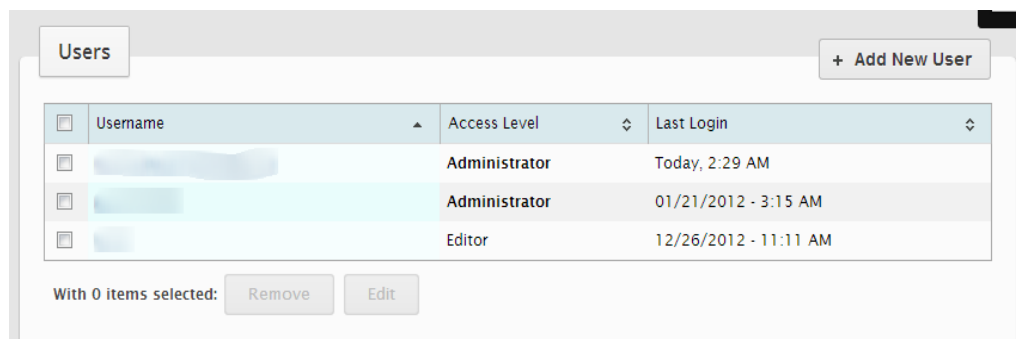 Users
+ Add New User
Username Access Level Last Login
Administrator Today, 2:29 AM
Administrator 01/21/2012 - 3:15 AM
Editor 12/26/2012 - 11:11 AM
With 0 items selected: Remove Edit